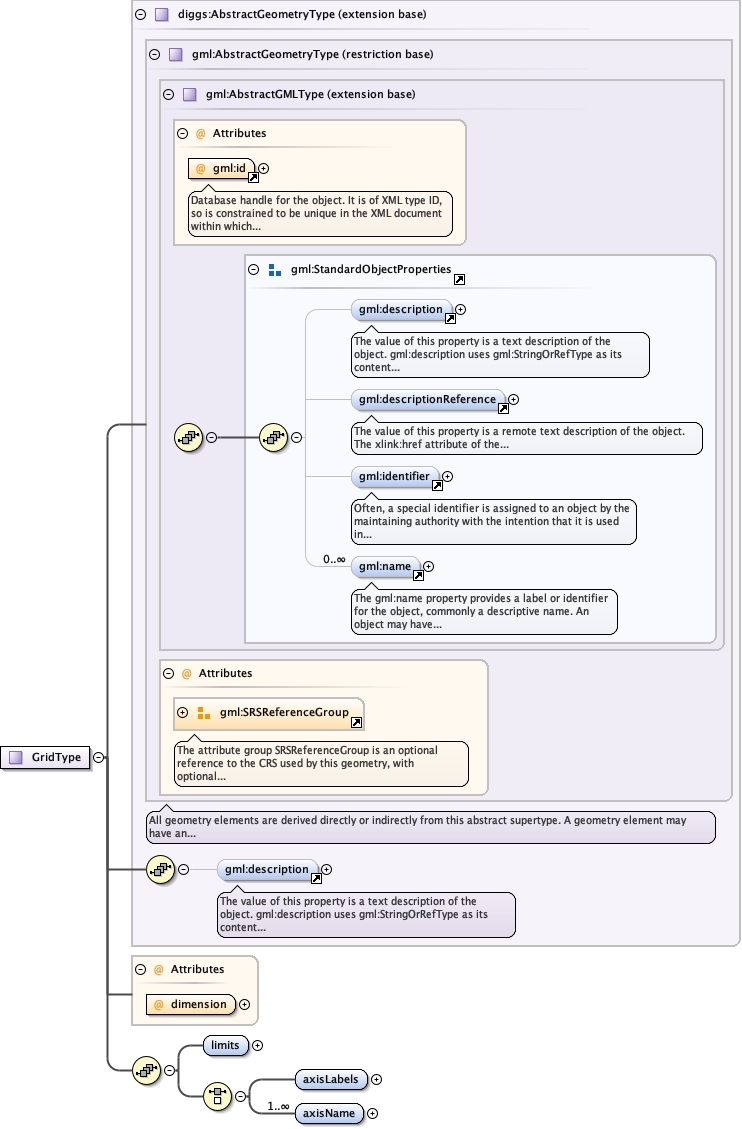 diggs:AbstractGeometryType (extension base)
gml:AbstractGeometryType (restriction base)
gml:AbstractGMLType (extension base)
@ Attributes
@ gml:id
Database handle for the object. It is of XML type ID,
so is constrained to be unique in the XML document
within which...
gml:StandardObjectProperties
gml:description
The value of this property is a text description of the
object. gml:description uses gml:StringOrRefType as its
content...
gml:descriptionReference
The value of this property is a remote text description of the object.
The xlink:href attribute of the...
gml:identifier
Often, a special identifier is assigned to an object by the
maintaining authority with the intention that it is used
in...
0..∞
gml:name
The gml:name property provides a label or identifier
for the object, commonly a descriptive name. An
object may have...
@ Attributes
gml:SRSReferenceGroup
The attribute group SRSReferenceGroup is an optional
reference to the CRS used by this geometry, with
optional...
GridType
All geometry elements are derived directly or indirectly from this abstract supertype. A geometry element may
have an...
gml:description
The value of this property is a text description of the
object. gml:description uses gml:StringOrRefType as its
content...
@ Attributes
@ dimension
limits
axisLabels
1..∞
axisName